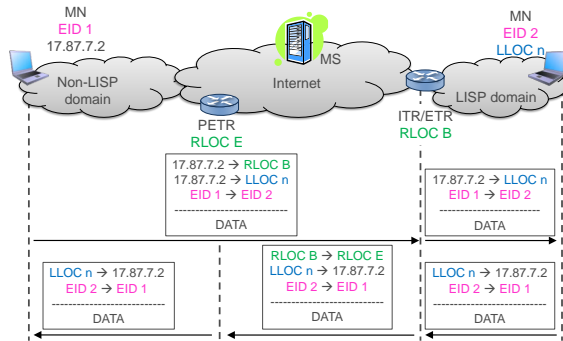 MN
EID 1
17.87.7.2
MS
MN
EID 2
LLOC n
Non-LISP
domain
Internet
LISP domain
PETR
RLOC E
ITR/ETR
RLOC B
17.87.7.2 → RLOC B
17.87.7.2 → LLOC n
EID 1 → EID 2
--------------------------
DATA
17.87.7.2 → LLOC n
EID 1 → EID 2
--------------------------
DATA
LLOC n → 17.87.7.2
EID 2 → EID 1
--------------------------
DATA
RLOC B → RLOC E
LLOC n → 17.87.7.2
EID 2 → EID 1
--------------------------
DATA
LLOC n → 17.87.7.2
EID 2 → EID 1
--------------------------
DATA